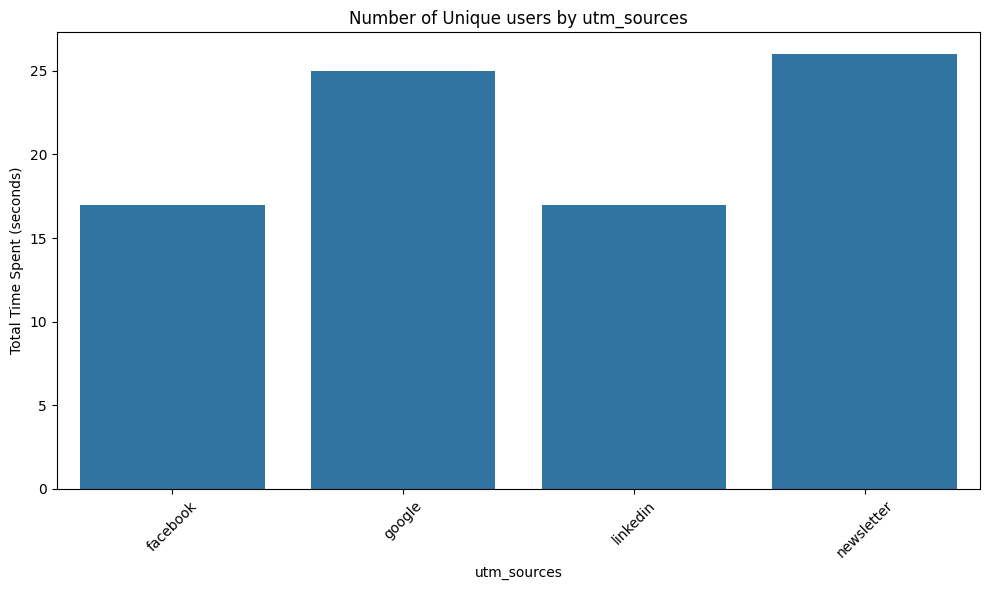 Number of Unique users by utm_sources
Total Time Spent (seconds)
25
20
15
10
5
0
facebook
google
linkedin
newsletter
utm_sources